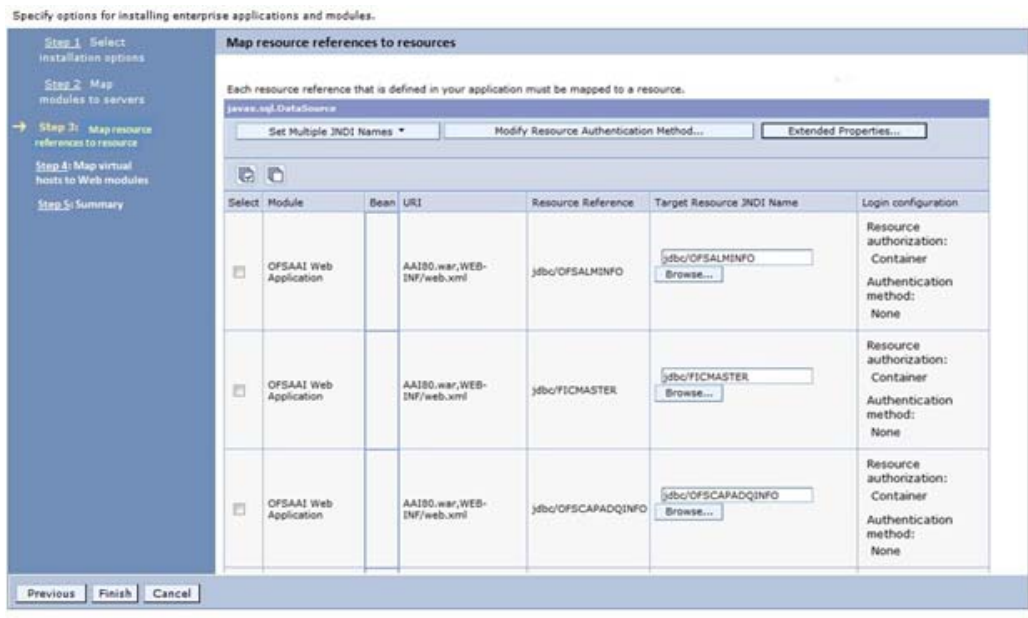 Specify options for installing enterprise applications and modules.
Step 1 Select
installation options
Step 2 Map
modules to servers
Step 3: Map resource
references to resource
Step 4: Map virtual
hosts to Web modules
Step 5: Summary
Map resource references to resources
Each resource reference that is defined in your application must be mapped to a resource.
javax.sql.DataSource
Set Multiple JNDI Names
Modify Resource Authentication Method...
Extended Properties...
Select Module Bean URI Resource Reference Target Resource JNDI Name Login configuration
OFSAAI Web
Application
AAI80.war,WEB-
INF/web.xml
jdbc/OFSALMINFO
jdbc/OFSALMINFO
Browse...
Resource
authorization:
Container
Authentication
method:
None
OFSAAI Web
Application
AAI80.war,WEB-
INF/web.xml
jdbc/FICMASTER
jdbc/FICMASTER
Browse...
Resource
authorization:
Container
Authentication
method:
None
OFSAAI Web
Application
AAI80.war,WEB-
INF/web.xml
jdbc/OFSCAPADQINFO
jdbc/OFSCAPADQINFO
Browse...
Resource
authorization:
Container
Authentication
method:
None
Previous Finish Cancel